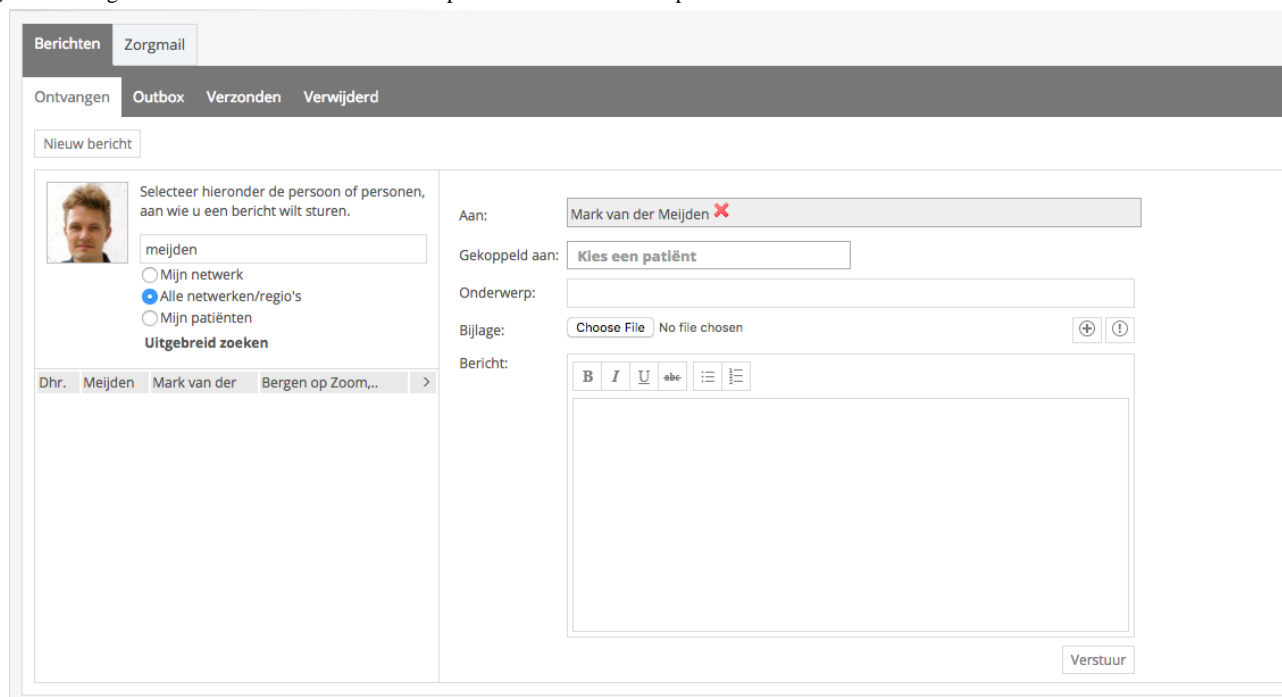 Berichten Zorgmail
Ontvangen Outbox Verzonden Verwijderd
Nieuw bericht
Selecteer hieronder de persoon of personen,
aan wie u een bericht wilt sturen.
meijden
Mijn netwerk
Alle netwerken/regio's
Mijn patiënten
Uitgebreid zoeken
Dhr. Meijden Mark van der Bergen op Zoom,.. >
Aan: Mark van der Meijden
Gekoppeld aan: Kies een patiënt
Onderwerp:
Bijlage: Choose File No file chosen
Bericht:
B I U abc
Verstuur